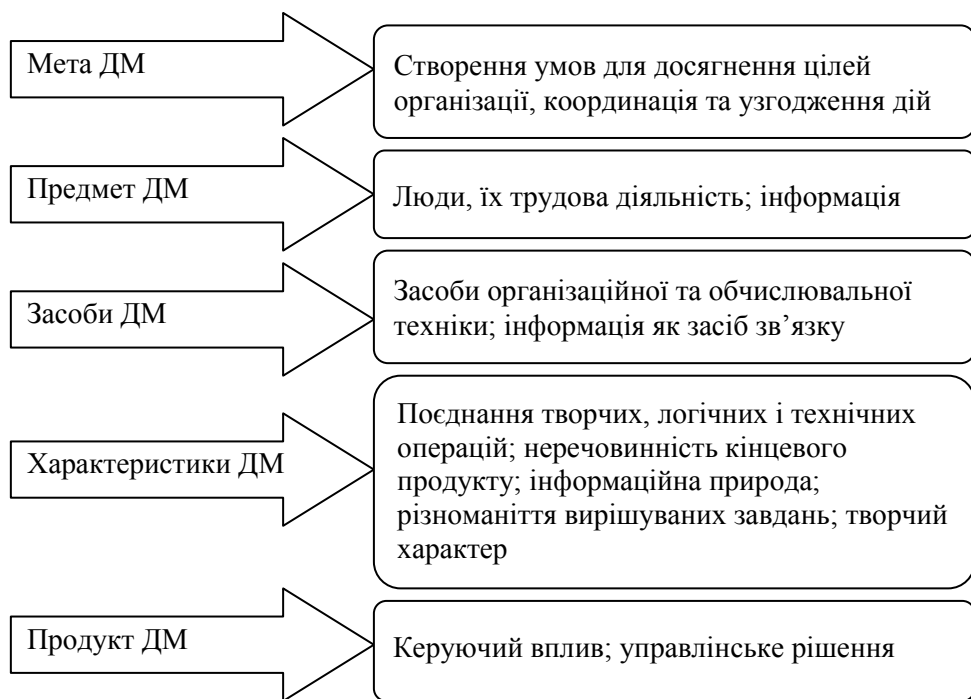 Мета ДМ
Створення умов для досягнення цілей
організації, координація та узгодження дій
Предмет ДМ
Люди, їх трудова діяльність; інформація
Засоби ДМ
Засоби організаційної та обчислювальної
техніки; інформація як засіб зв’язку
Характеристики ДМ
Поєднання творчих, логічних і технічних
операцій; неречовинність кінцевого
продукту; інформаційна природа;
різноманіття вирішуваних завдань; творчий
характер
Продукт ДМ
Керуючий вплив; управлінське рішення